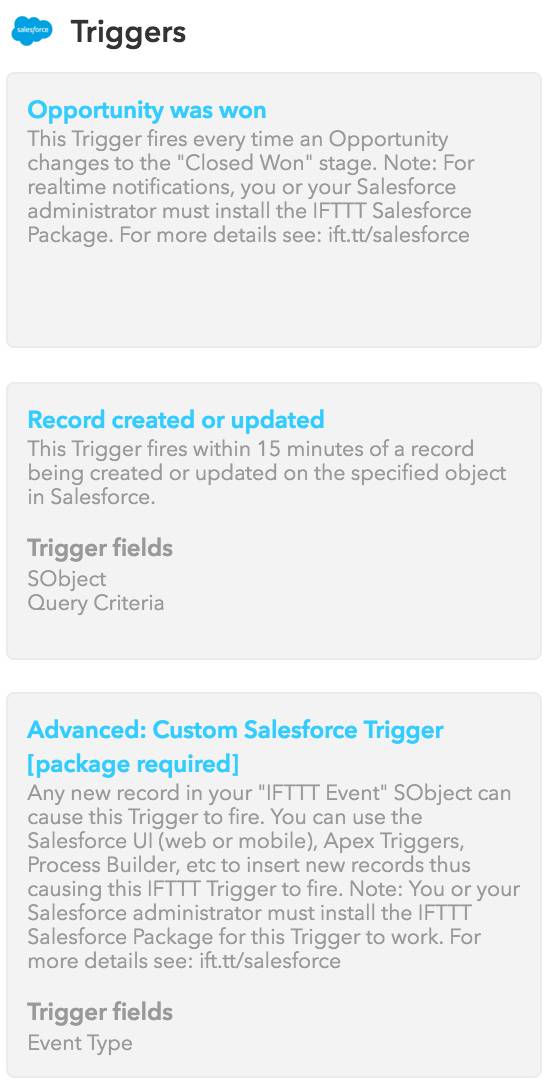 salesforce
Triggers
Opportunity was won
This Trigger fires every time an Opportunity
changes to the "Closed Won" stage. Note: For
realtime notifications, you or your Salesforce
administrator must install the IFTTT Salesforce
Package. For more details see: ift.tt/salesforce
Record created or updated
This Trigger fires within 15 minutes of a record
being created or updated on the specified object
in Salesforce.
Trigger fields
SObject
Query Criteria
Advanced: Custom Salesforce Trigger
[package required]
Any new record in your "IFTTT Event" SObject can
cause this Trigger to fire. You can use the
Salesforce UI (web or mobile), Apex Triggers,
Process Builder, etc to insert new records thus
causing this IFTTT Trigger to fire. Note: You or your
Salesforce administrator must install the IFTTT
Salesforce Package for this Trigger to work. For
more details see: ift.tt/salesforce
Trigger fields
Event Type